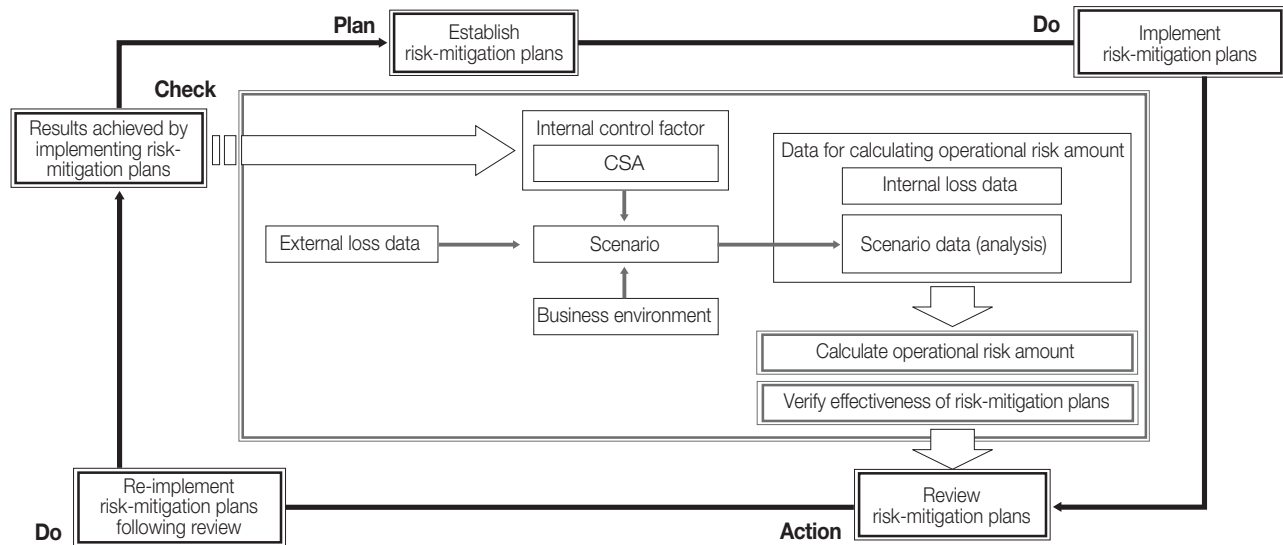 Plan
Establish
risk-mitigation plans
Do
Implement
risk-mitigation plans
Check
Results achieved by
implementing risk-
mitigation plans
Internal control factor
CSA
Data for calculating operational risk amount
Internal loss data
External loss data
Scenario
Scenario data (analysis)
Business environment
Calculate operational risk amount
Verify effectiveness of risk-mitigation plans
Re-implement
risk-mitigation plans
following review
Do
Action
Review
risk-mitigation plans